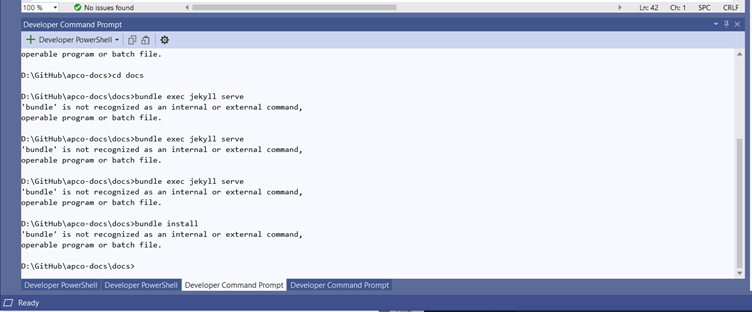 100 %
No issues found
Ln: 42 Ch: 1 SPC CRLF
Developer Command Prompt
Developer PowerShell
operable program or batch file.
D:\GitHub\apco-docs>cd docs
D:\GitHub\apco-docs\docs>bundle exec jekyll serve
'bundle' is not recognized as an internal or external command,
operable program or batch file.
D:\GitHub\apco-docs\docs>bundle exec jekyll serve
'bundle' is not recognized as an internal or external command,
operable program or batch file.
D:\GitHub\apco-docs\docs>bundle exec jekyll serve
'bundle' is not recognized as an internal or external command,
operable program or batch file.
D:\GitHub\apco-docs\docs>bundle install
'bundle' is not recognized as an internal or external command,
operable program or batch file.
D:\GitHub\apco-docs\docs>
Developer PowerShell Developer PowerShell Developer Command Prompt Developer Command Prompt
Ready